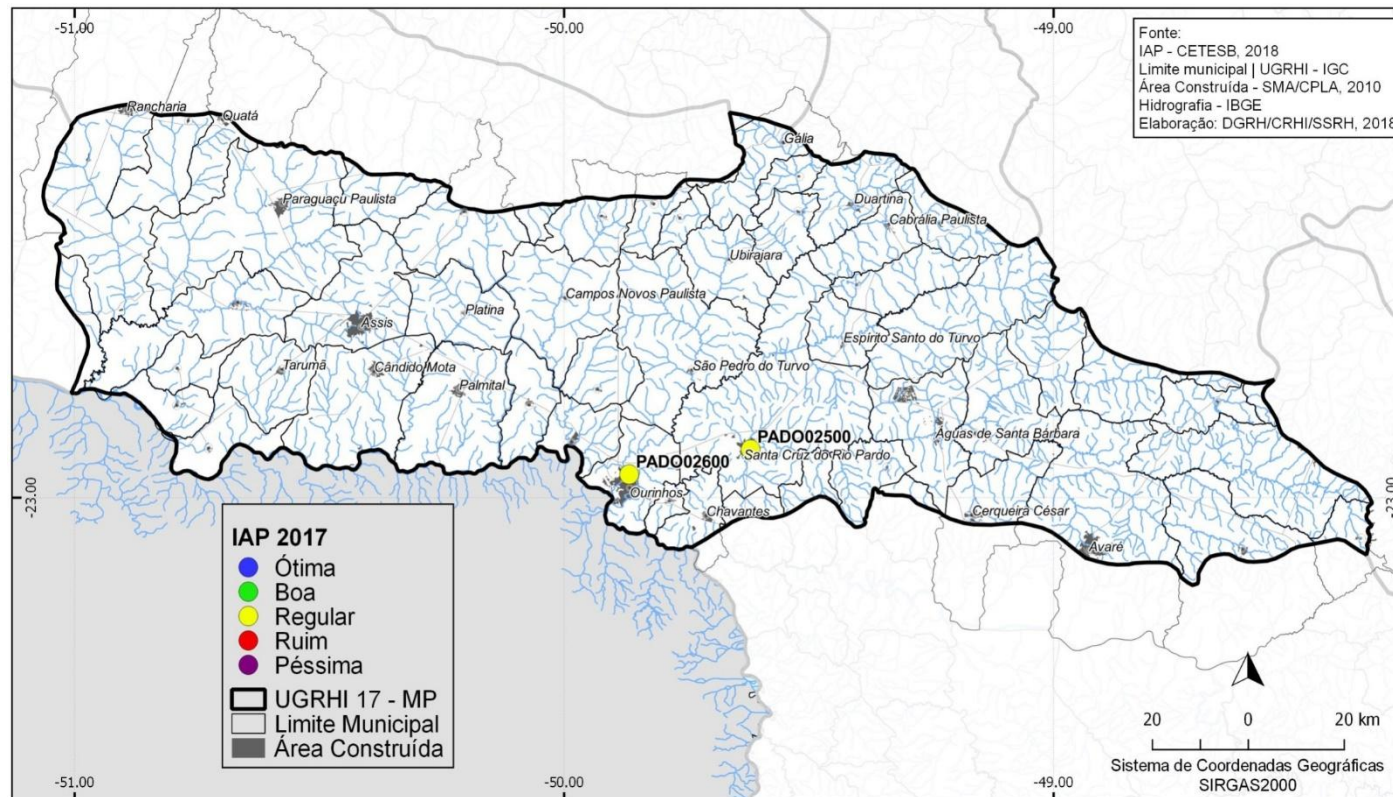 -51.00
-50.00
-49.00
Fonte:
IAP - CETESB, 2018
Limite municipal | UGRHI - IGC
Área Construída - SMA/CPLA, 2010
Hidrografia - IBGE
Elaboração: DGRH/CRHI/SSRH, 2018
Rancharia
Quatá
Gália
Paraguaçu Paulista
Duartina
Cabrália Paulista
Ubirajara
Campos Novos Paulista
Platina
Assis
Espírito Santo do Turvo
Tarumã
Cândido Mota
São Pedro do Turvo
Palmital
PADO02500
Águas de Santa Bárbara
Santa Cruz do Rio Pardo
PADO02600
Ourinhos
-23.00
-23.00
Chavantes
Cerqueira César
Avaré
IAP 2017
Ótima
Boa
Regular
Ruim
Péssima
UGRHI 17 - MP
Limite Municipal
Área Construída
20 0 20 km
Sistema de Coordenadas Geográficas
SIRGAS2000
-51.00
-50.00
-49.00